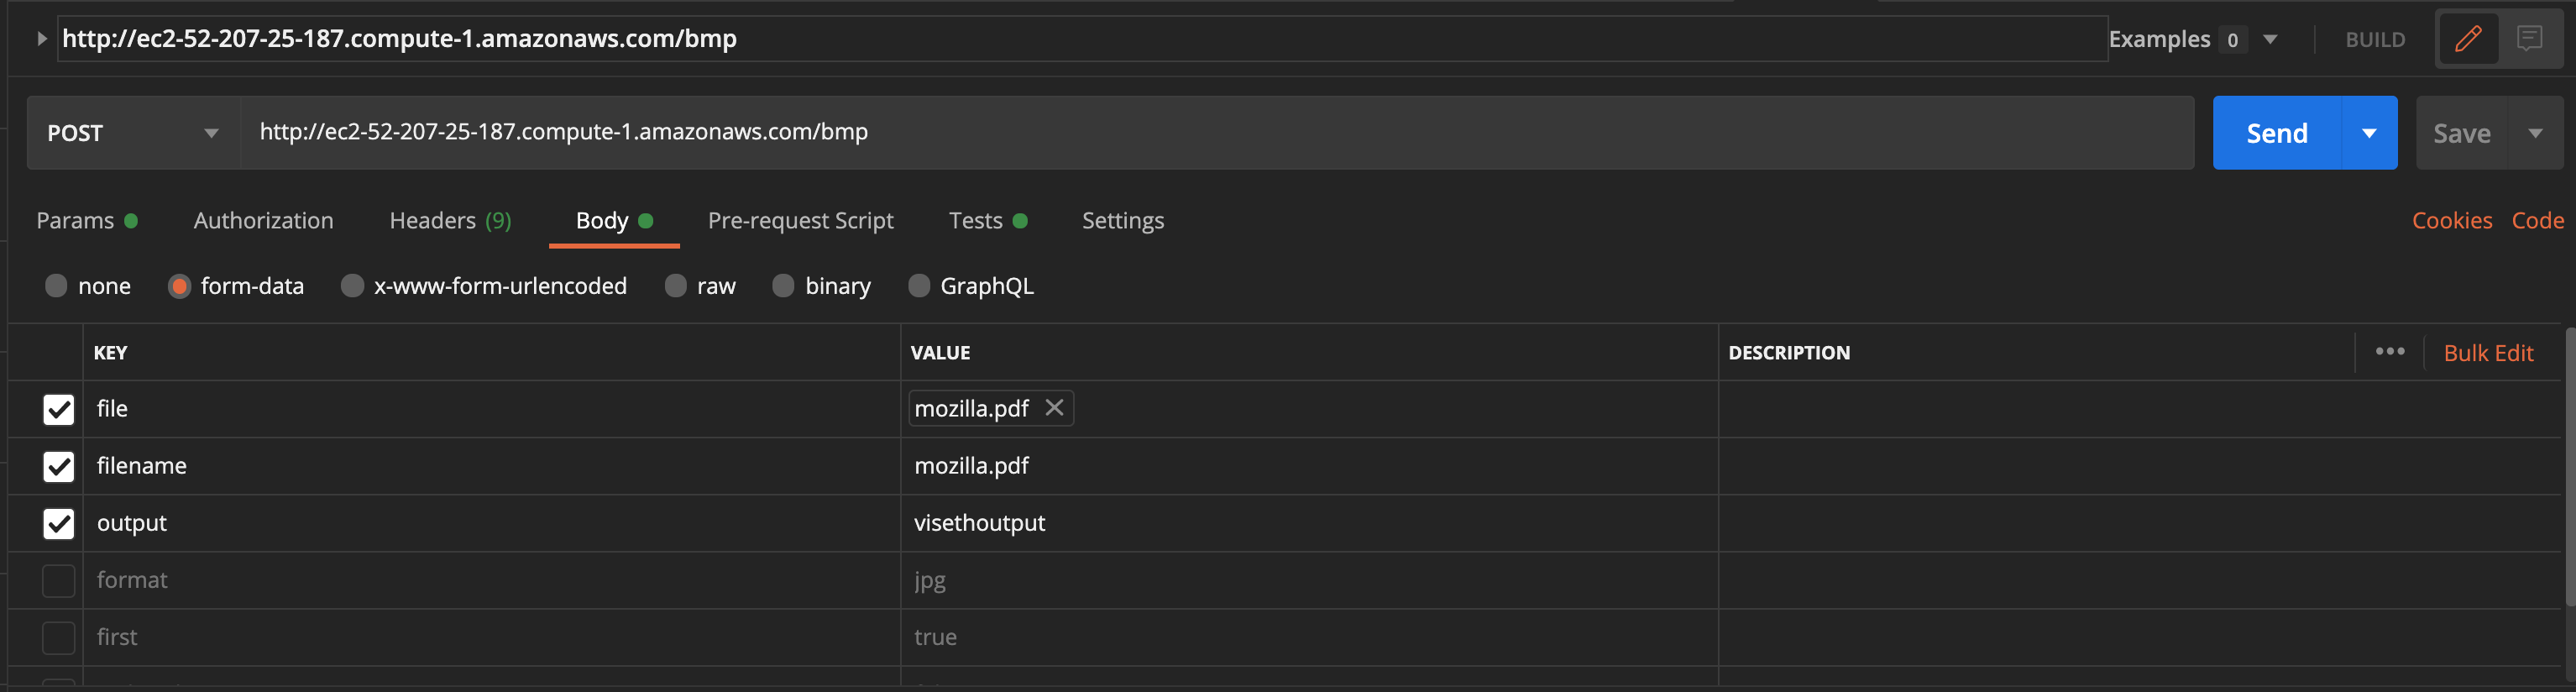 http://ec2-52-207-25-187.compute-1.amazonaws.com/bmp Examples 0 BUILD
POST http://ec2-52-207-25-187.compute-1.amazonaws.com/bmp Send Save
Params Authorization Headers (9) Body Pre-request Script Tests Settings Cookies Code
none form-data x-www-form-urlencoded raw binary GraphQL
KEY VALUE DESCRIPTION ••• Bulk Edit
file mozilla.pdf
filename mozilla.pdf
output visethoutput
format jpg
first true